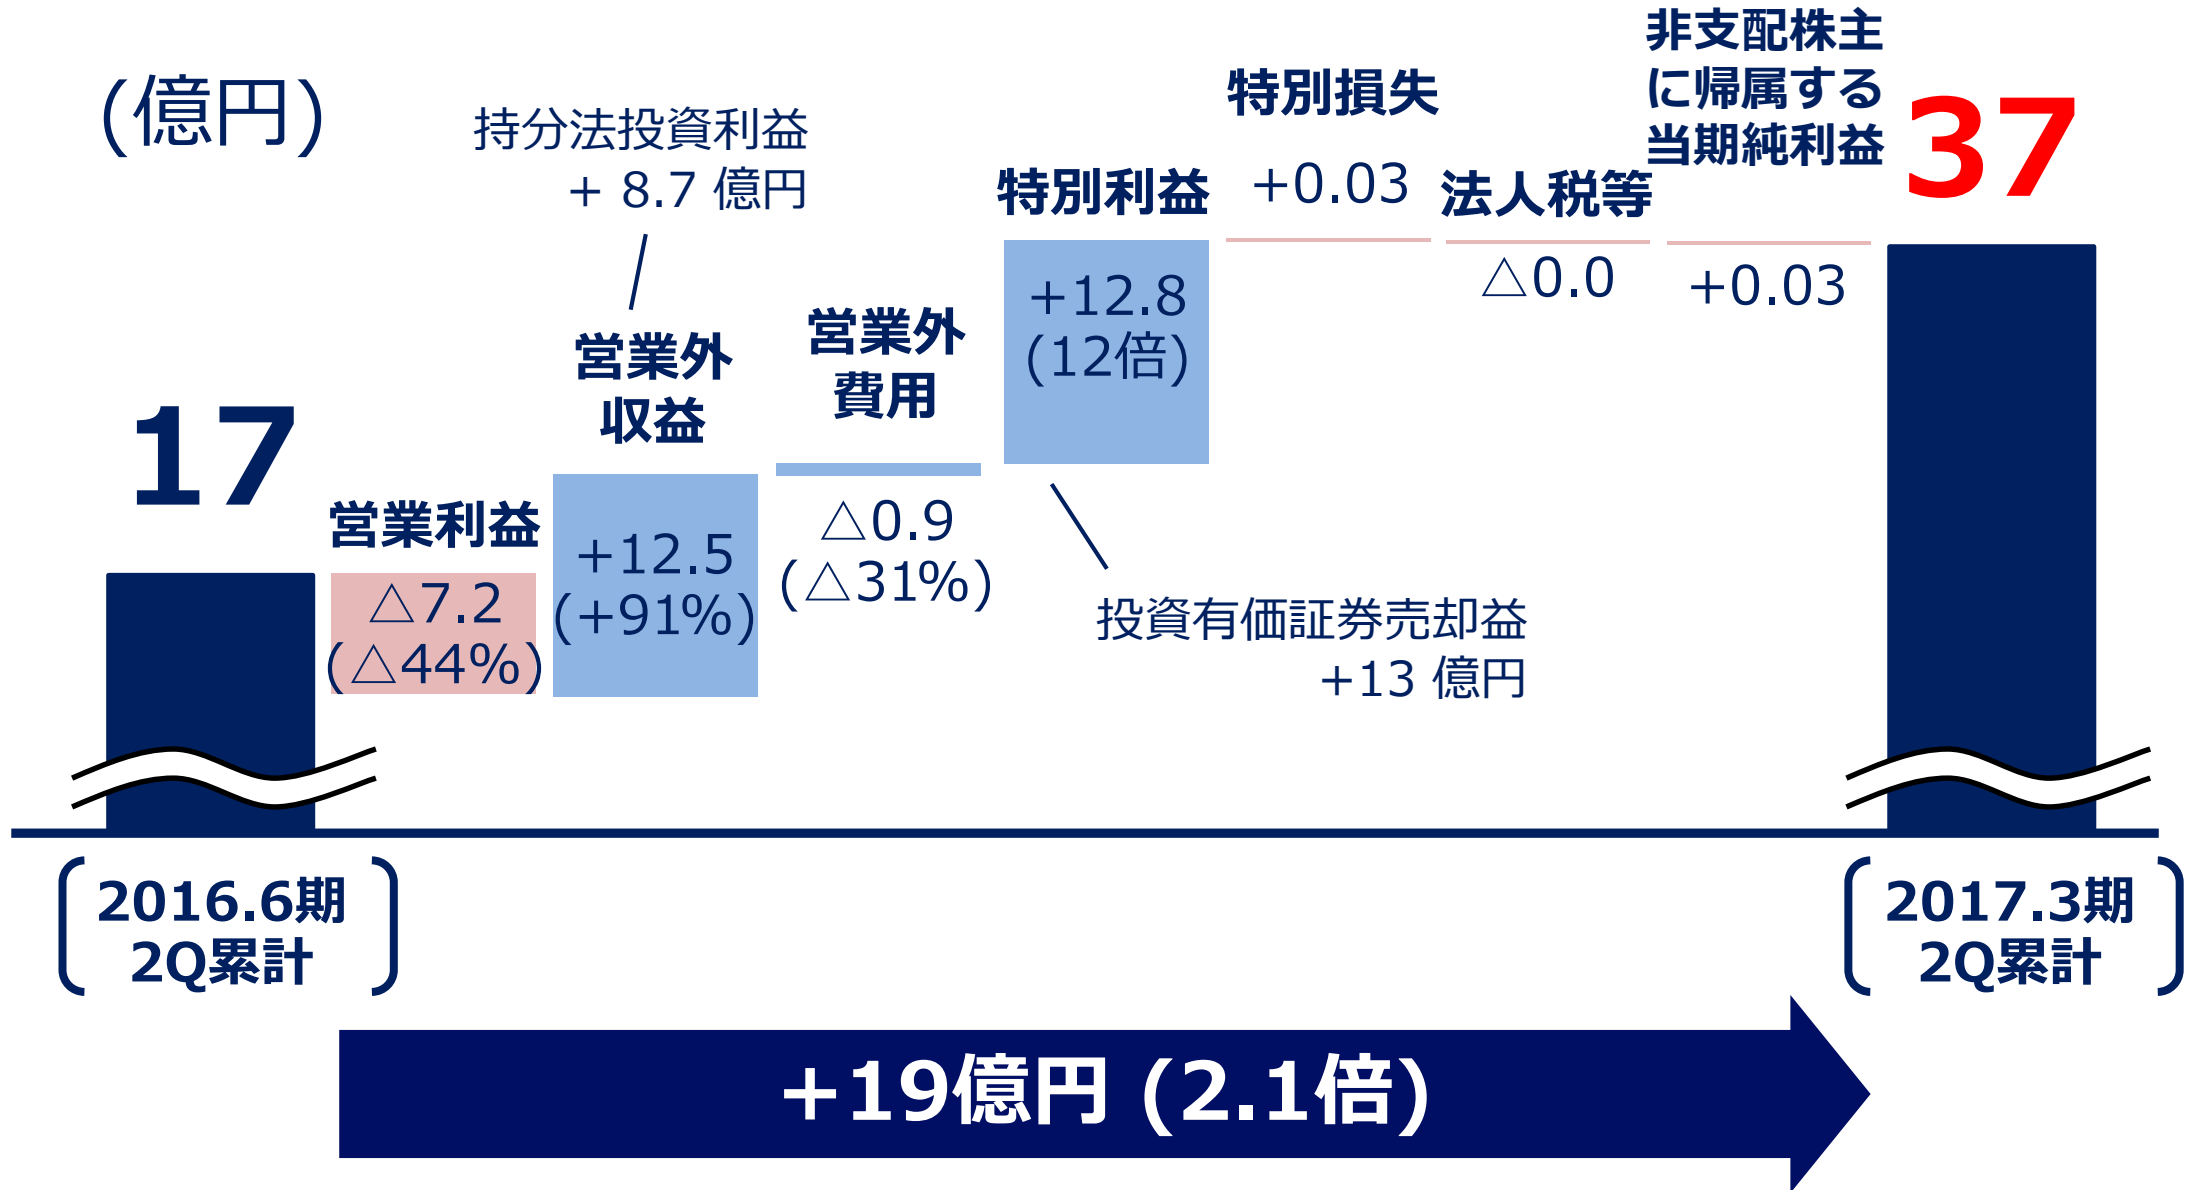 (億円)
17
営業利益
△7.2
(△44%)
持分法投資利益
+ 8.7 億円
営業外
収益
+12.5
(+91%)
営業外
費用
△0.9
(△31%)
特別利益
+12.8
(12倍)
投資有価証券売却益
+13 億円
特別損失
+0.03
法人税等
△0.0
非支配株主
に帰属する
当期純利益
+0.03
37
2016.6期
2Q累計
2017.3期
2Q累計
+19億円 (2.1倍)